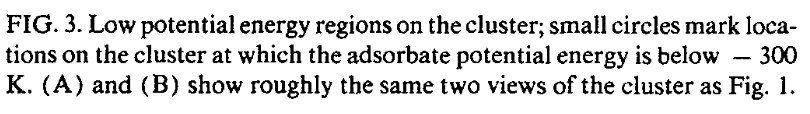 FIG. 3. Low potential energy regions on the cluster; small circles mark loca-
tions on the cluster at which the adsorbate potential energy is below − 300
K. (A) and (B) show roughly the same two views of the cluster as Fig. 1.